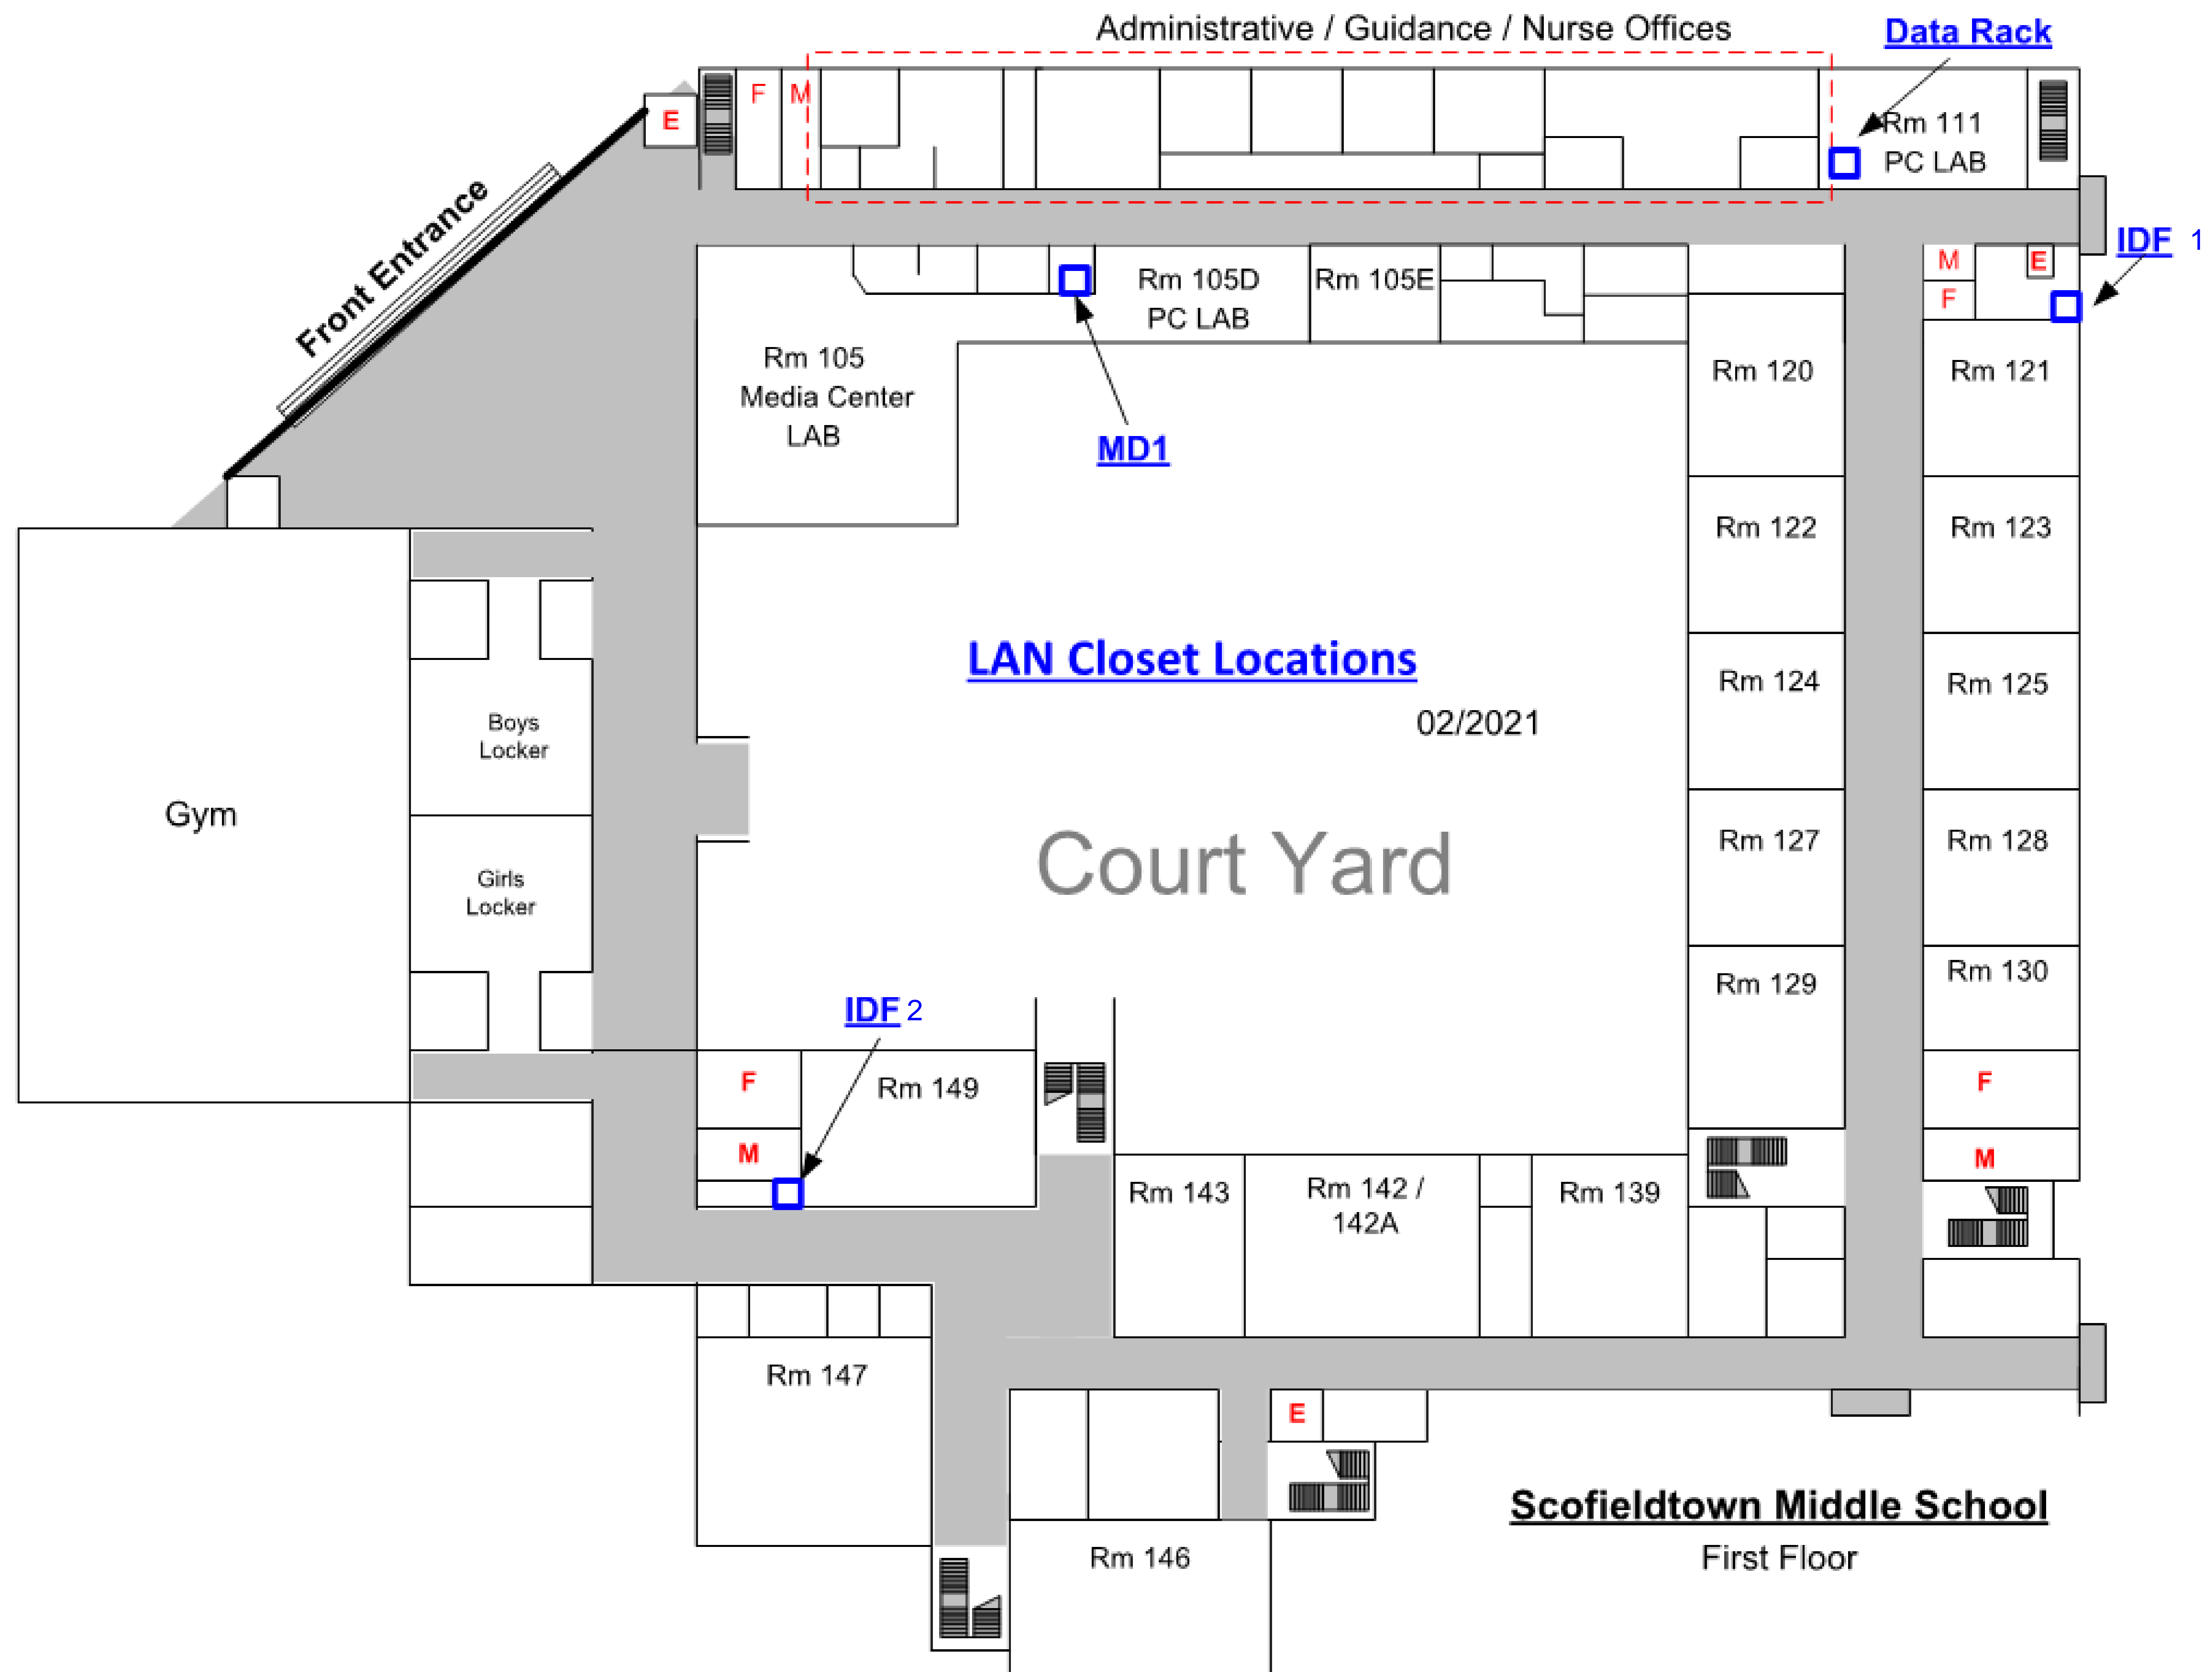 Administrative / Guidance / Nurse Offices
Data Rack
F
M
E
Rm 111
PC LAB
Front Entrance
IDF 1
M
E
F
Rm 105D
PC LAB
Rm 105E
Rm 105
Media Center
LAB
MD1
Rm 120
Rm 121
Rm 122
Rm 123
LAN Closet Locations
02/2021
Rm 124
Rm 125
Boys
Locker
Gym
Court Yard
Rm 127
Rm 128
Girls
Locker
Rm 129
Rm 130
IDF 2
F
Rm 149
F
M
M
Rm 143
Rm 142 /
142A
Rm 139
Rm 147
E
Rm 146
Scofieldtown Middle School
First Floor